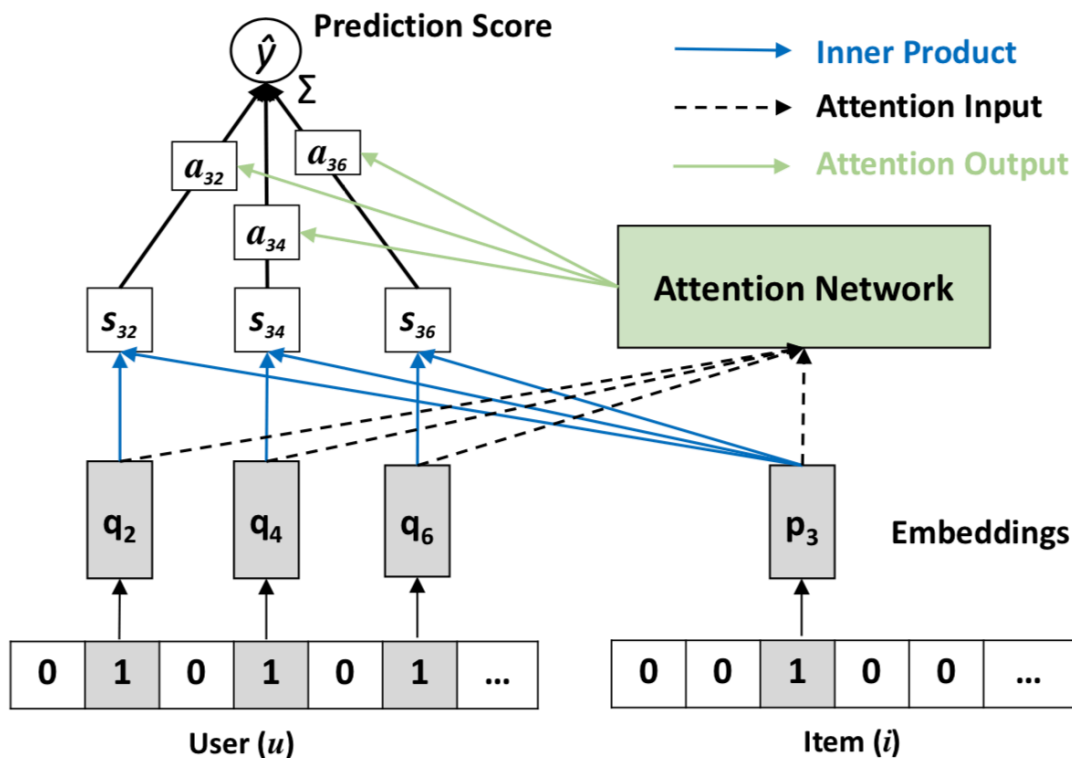 Prediction Score
ŷ
Σ
Inner Product
Attention Input
Attention Output
a32
a36
a34
Attention Network
s32 s34 s36
q2 q4 q6 p3
Embeddings
0 1 0 1 0 1 ...
0 0 1 0 0 ...
User (u)
Item (i)